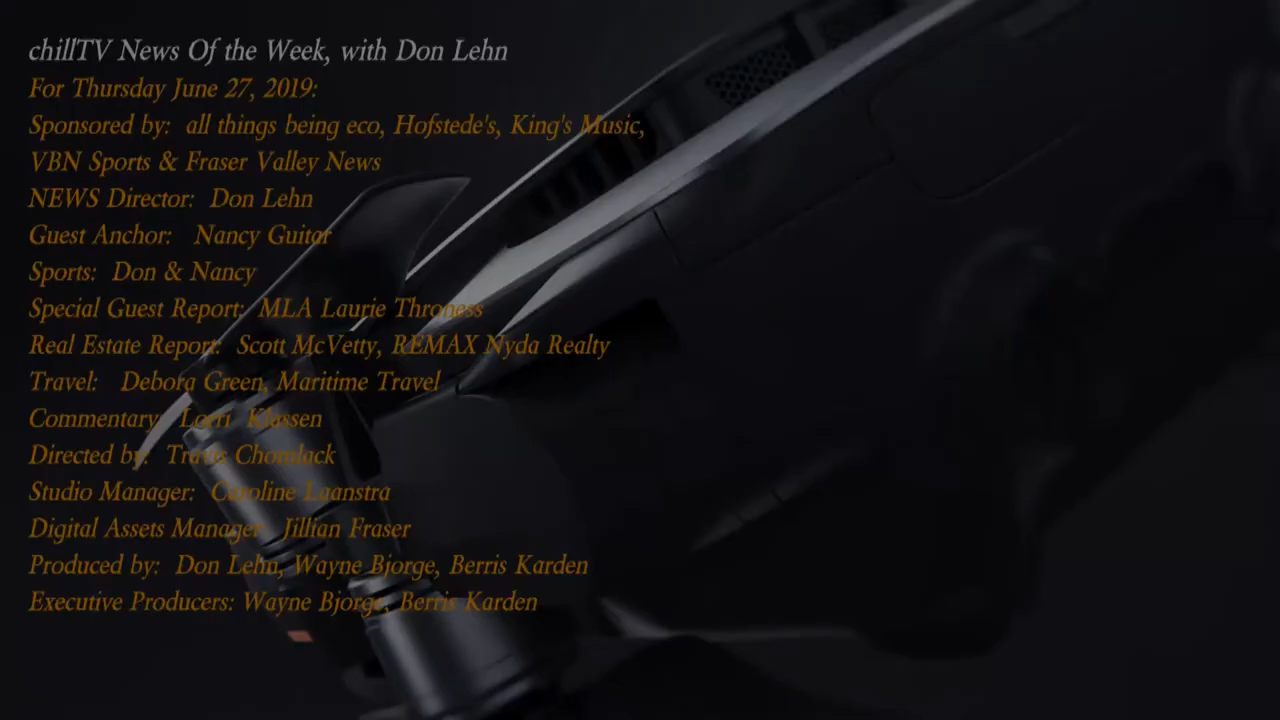 chillTV News Of the Week, with Don Lehn
For Thursday June 27, 2019:
Sponsored by: all things being eco, Hofstede's, King's Music,
VBN Sports & Fraser Valley News
NEWS Director: Don Lehn
Guest Anchor: Nancy Guitar
Sports: Don & Nancy
Special Guest Report: MLA Laurie Throness
Real Estate Report: Scott McVetty, REMAX Nyda Realty
Travel: Debora Green, Maritime Travel
Commentary: Lorri Klassen
Directed by: Travis Chomlack
Studio Manager: Caroline Laanstra
Digital Assets Manager: Jillian Fraser
Produced by: Don Lehn, Wayne Bjorge, Berris Karden
Executive Producers: Wayne Bjorge, Berris Karden